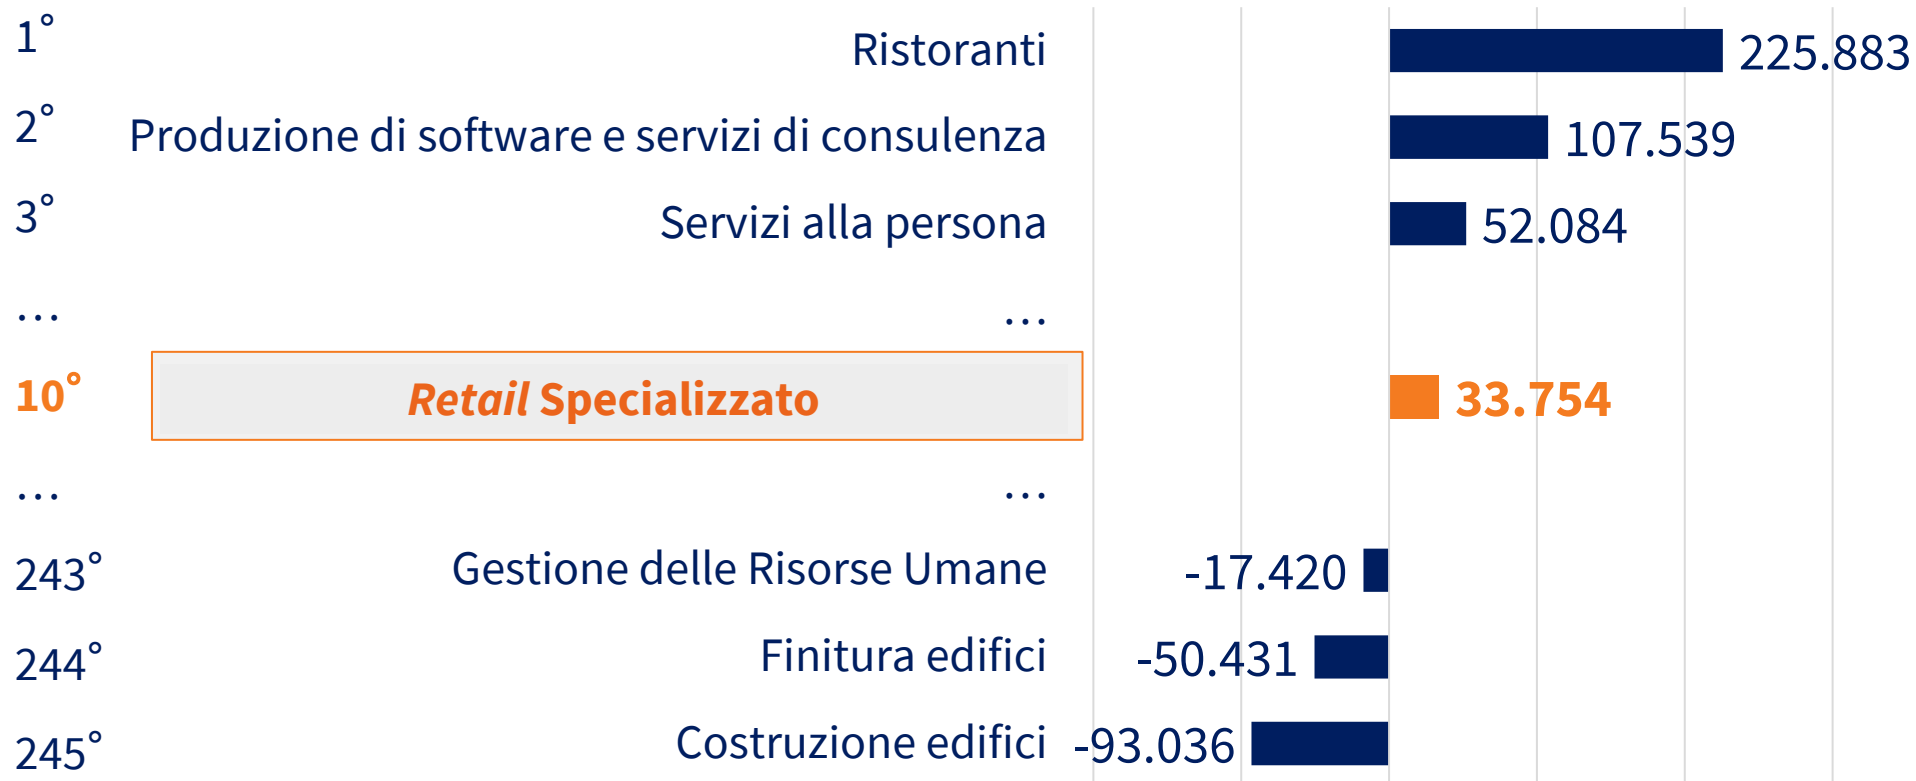 1° Ristoranti 225.883
2° Produzione di software e servizi di consulenza 107.539
3° Servizi alla persona 52.084
… …
10° Retail Specializzato 33.754
… …
243° Gestione delle Risorse Umane -17.420
244° Finitura edifici -50.431
245° Costruzione edifici -93.036